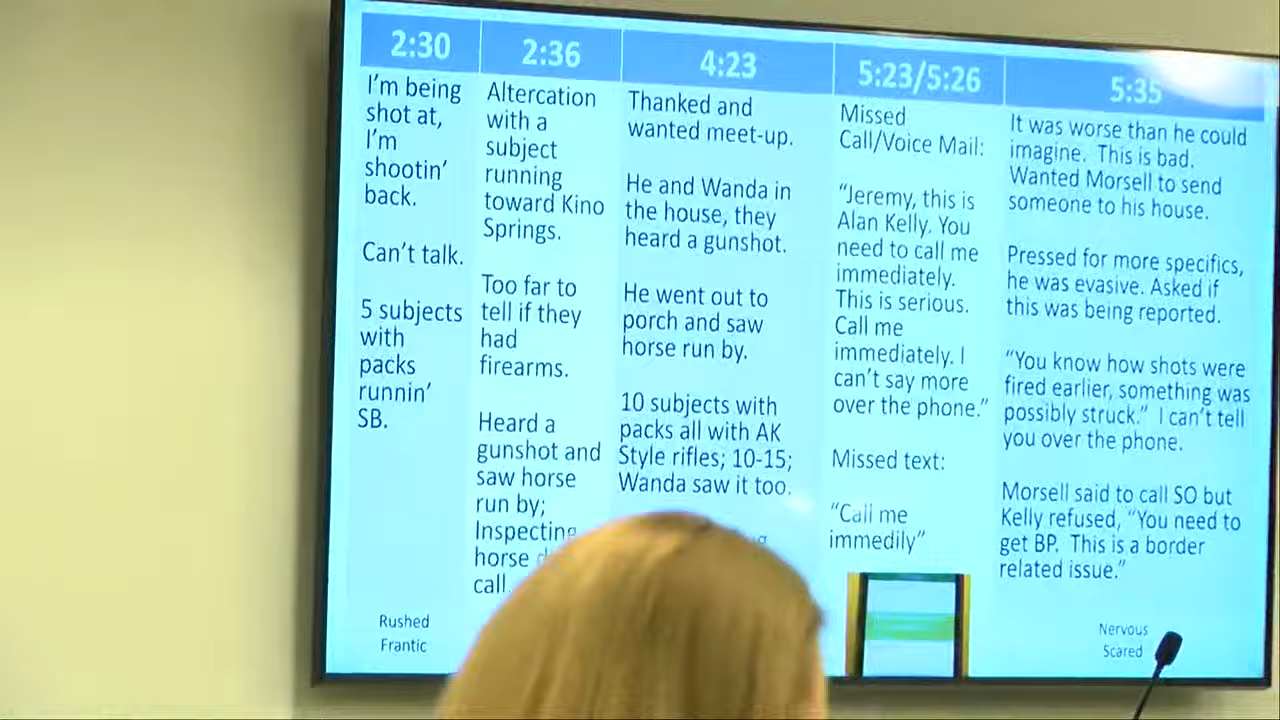 2:30
I'm being
shot at,
I'm
shootin'
back.
Can't talk.
5 subjects
with
packs
runnin'
SB.
Rushed
Frantic
2:36
Altercation
with a
subject
running
toward Kino
Springs.
Too far to
tell if they
had
firearms.
Heard a
gunshot and
saw horse
run by;
Inspecting
horse
call.
4:23
Thanked and
wanted meet-up.
He and Wanda in
the house, they
heard a gunshot.
He went out to
porch and saw
horse run by.
10 subjects with
packs all with AK
Style rifles; 10-15;
Wanda saw it too.
5:23/5:26
Missed
Call/Voice Mail:
"Jeremy, this is
Alan Kelly. You
need to call me
immediately.
This is serious.
Call me
immediately. I
can't say more
over the phone."
Missed text:
"Call me
immedily"
5:35
It was worse than he could
imagine. This is bad.
Wanted Morsell to send
someone to his house.
Pressed for more specifics,
he was evasive. Asked if
this was being reported.
"You know how shots were
fired earlier, something was
possibly struck." I can't tell
you over the phone.
Morsell said to call SO but
Kelly refused, "You need to
get BP. This is a border
related issue."
Nervous
Scared